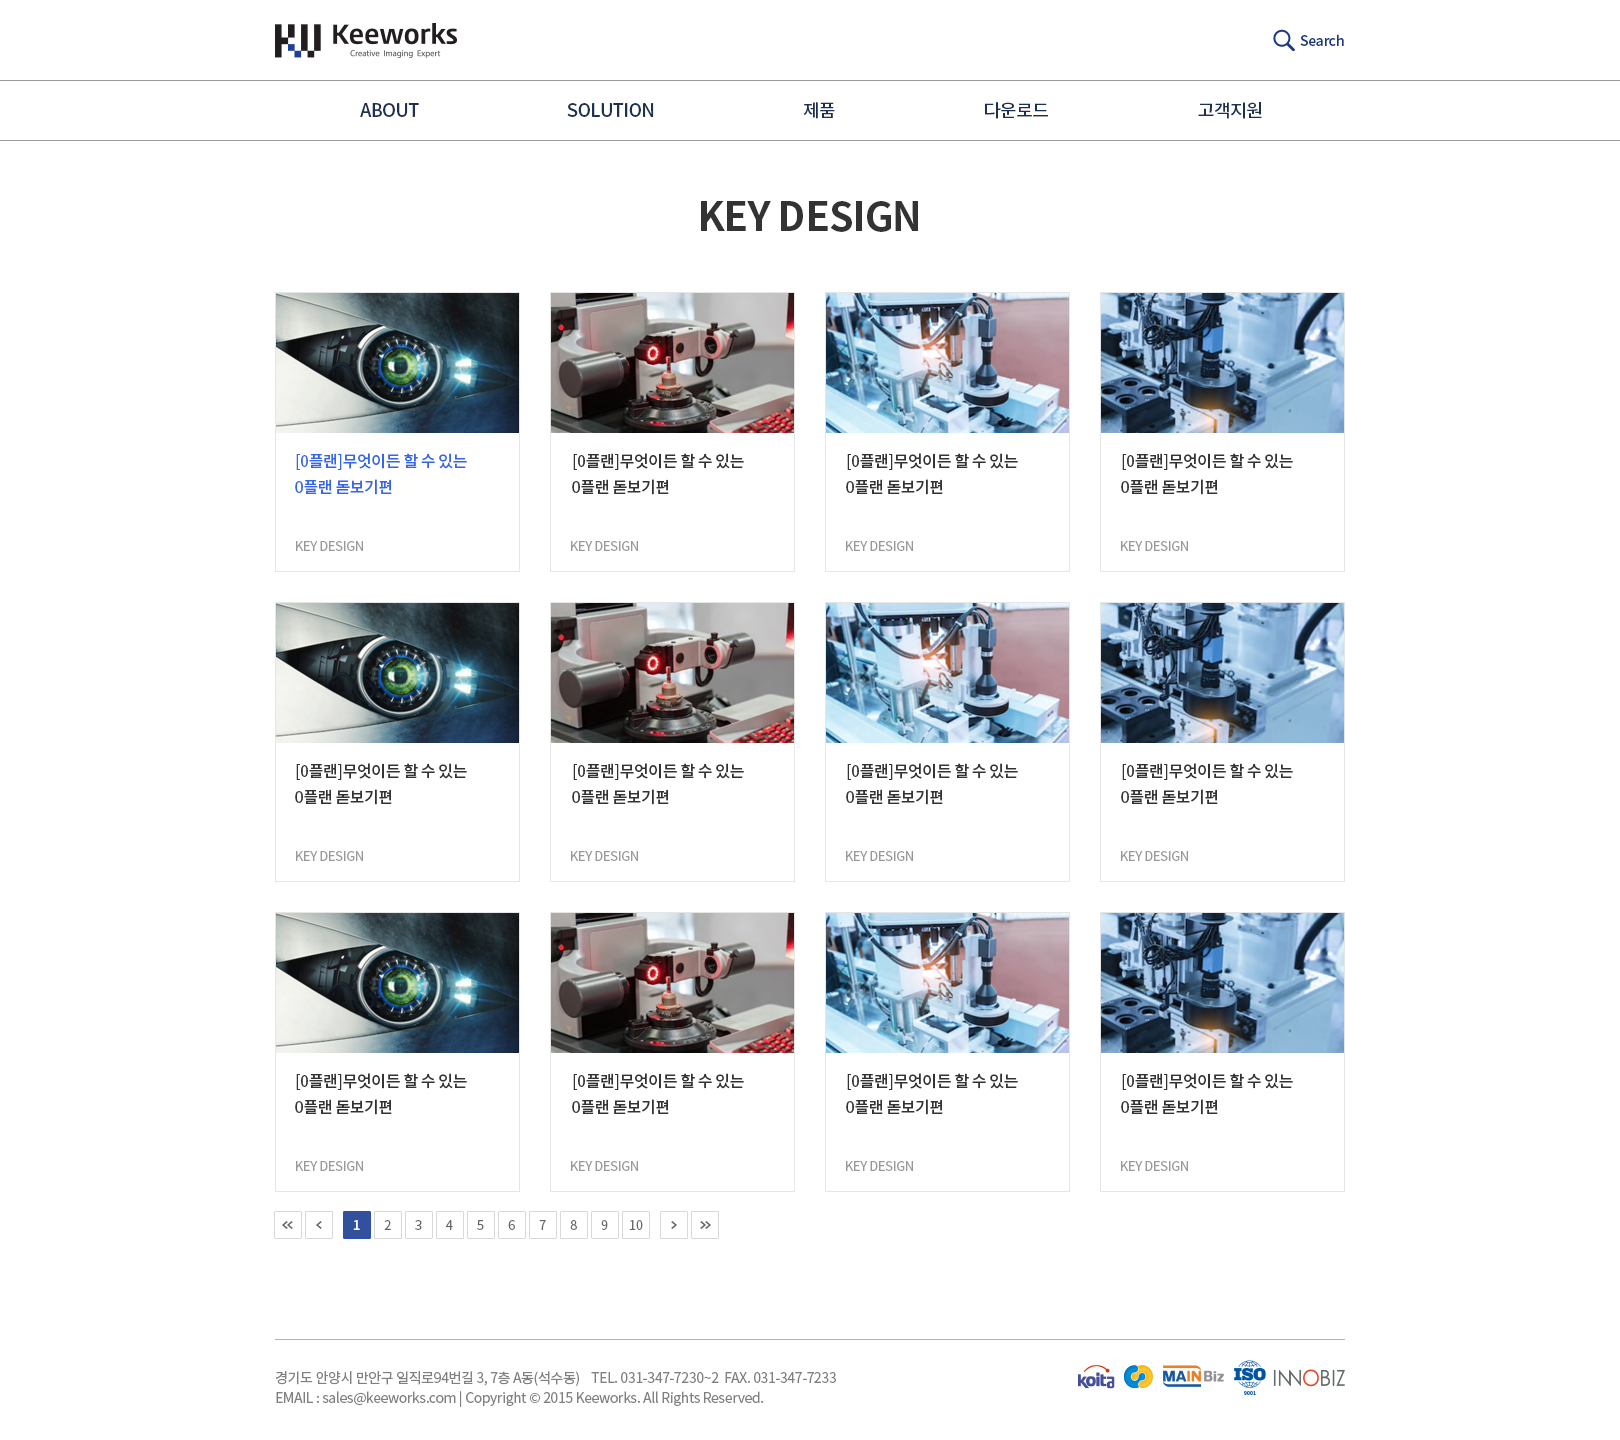 Keeworks
Creative Imaging Expert
Search
ABOUT SOLUTION 제품 다운로드 고객지원
KEY DESIGN
[0플랜]무엇이든 할 수 있는
0플랜 돋보기편
KEY DESIGN
[0플랜]무엇이든 할 수 있는
0플랜 돋보기편
KEY DESIGN
[0플랜]무엇이든 할 수 있는
0플랜 돋보기편
KEY DESIGN
[0플랜]무엇이든 할 수 있는
0플랜 돋보기편
KEY DESIGN
[0플랜]무엇이든 할 수 있는
0플랜 돋보기편
KEY DESIGN
[0플랜]무엇이든 할 수 있는
0플랜 돋보기편
KEY DESIGN
[0플랜]무엇이든 할 수 있는
0플랜 돋보기편
KEY DESIGN
[0플랜]무엇이든 할 수 있는
0플랜 돋보기편
KEY DESIGN
[0플랜]무엇이든 할 수 있는
0플랜 돋보기편
KEY DESIGN
[0플랜]무엇이든 할 수 있는
0플랜 돋보기편
KEY DESIGN
[0플랜]무엇이든 할 수 있는
0플랜 돋보기편
KEY DESIGN
[0플랜]무엇이든 할 수 있는
0플랜 돋보기편
KEY DESIGN
« ‹ 1 2 3 4 5 6 7 8 9 10 › »
경기도 안양시 만안구 일직로94번길 3, 7층 A동(석수동) TEL. 031-347-7230~2 FAX. 031-347-7233
EMAIL : sales@keeworks.com | Copyright © 2015 Keeworks. All Rights Reserved.
koita MAINBiz ISO 9001 INNOBIZ